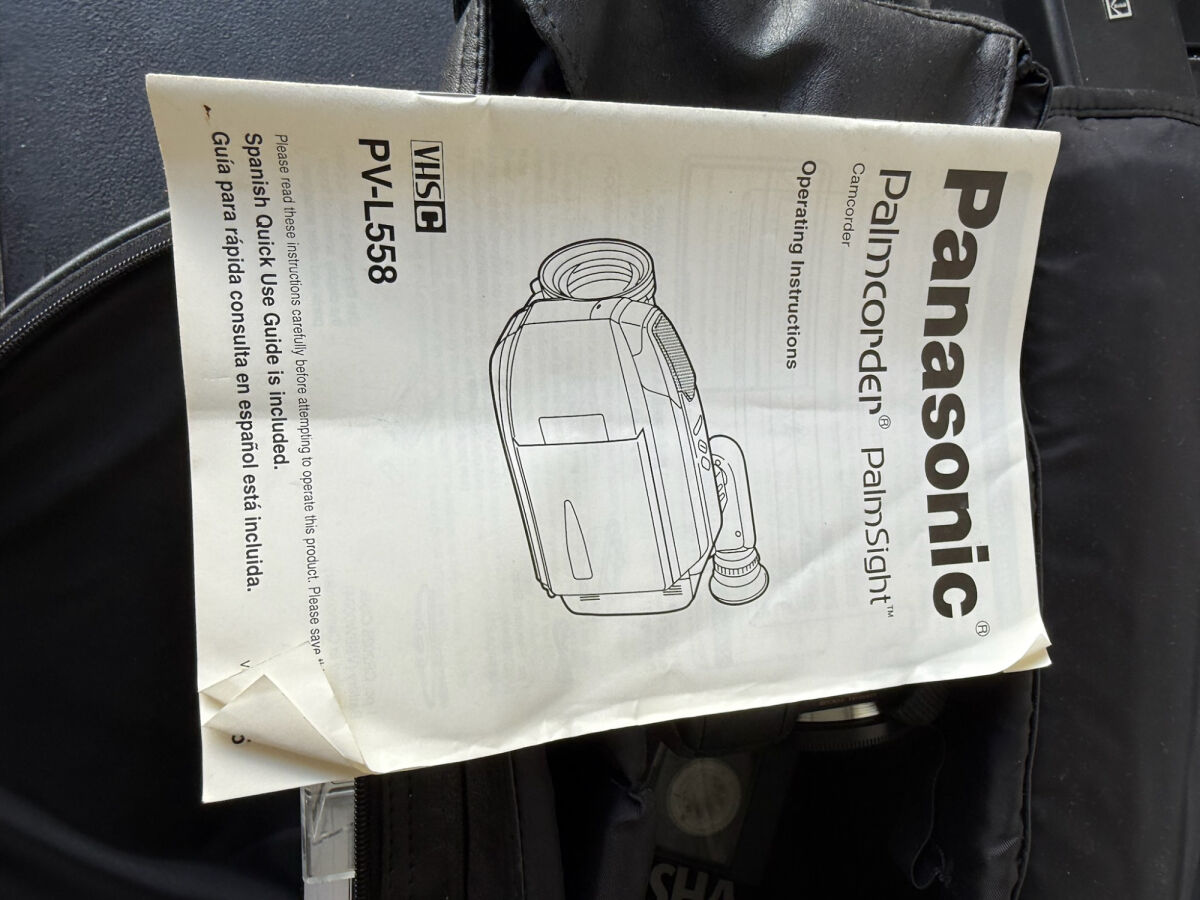 Panasonic®
Palmcorder® PalmSight™
Camcorder
Operating Instructions
VHS C
PV-L558
Please read these instructions carefully before attempting to operate this product. Please save
Spanish Quick Use Guide is included.
Guía para rápida consulta en español está incluida.